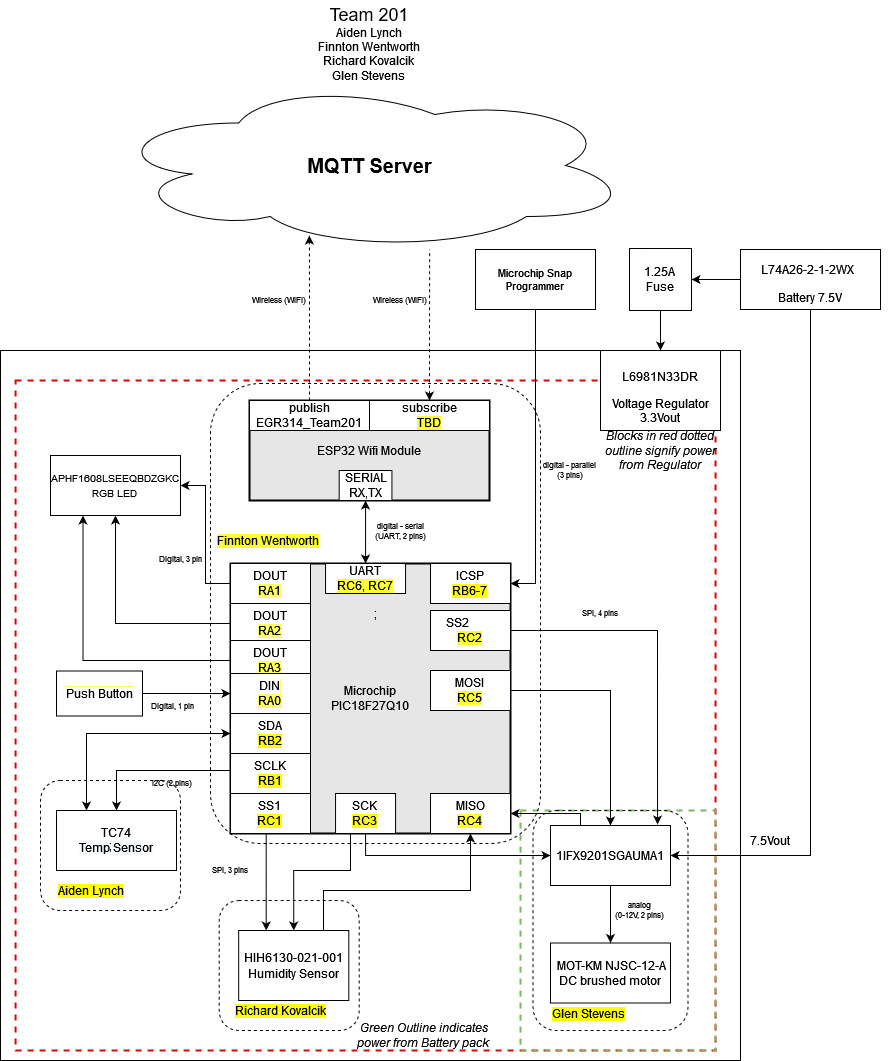 Team 201
Aiden Lynch
Finnton Wentworth
Richard Kovalcik
Glen Stevens
MQTT Server
Wireless (WIFI)
Wireless (WIFI)
Microchip Snap
Programmer
1.25A
Fuse
L74A26-2-1-2WX
Battery 7.5V
L6981N33DR
Voltage Regulator
3.3Vout
Blocks in red dotted
outline signify power
from Regulator
publish
EGR314_Team201
subscribe
TBD
ESP32 Wifi Module
SERIAL
RX,TX
digital - parallel
(3 pins)
APHF1608LSEEQBDZGKC
RGB LED
digital - serial
(UART, 2 pins)
Finnton Wentworth
Digital, 3 pin
DOUT
RA1
UART
RC6, RC7
ICSP
RB6-7
DOUT
RA2
;
SS2
RC2
SPI, 4 pins
DOUT
RA3
Push Button
Digital, 1 pin
DIN
RA0
Microchip
PIC18F27Q10
MOSI
RC5
SDA
RB2
SCLK
RB1
I2C (2 pins)
SS1
RC1
SCK
RC3
MISO
RC4
TC74
Temp Sensor
Aiden Lynch
1IFX9201SGAUMA1
7.5Vout
SPI, 3 pins
analog
(0-12V, 2 pins)
HIH6130-021-001
Humidity Sensor
Richard Kovalcik
MOT-KM NJSC-12-A
DC brushed motor
Glen Stevens
Green Outline indicates
power from Battery pack